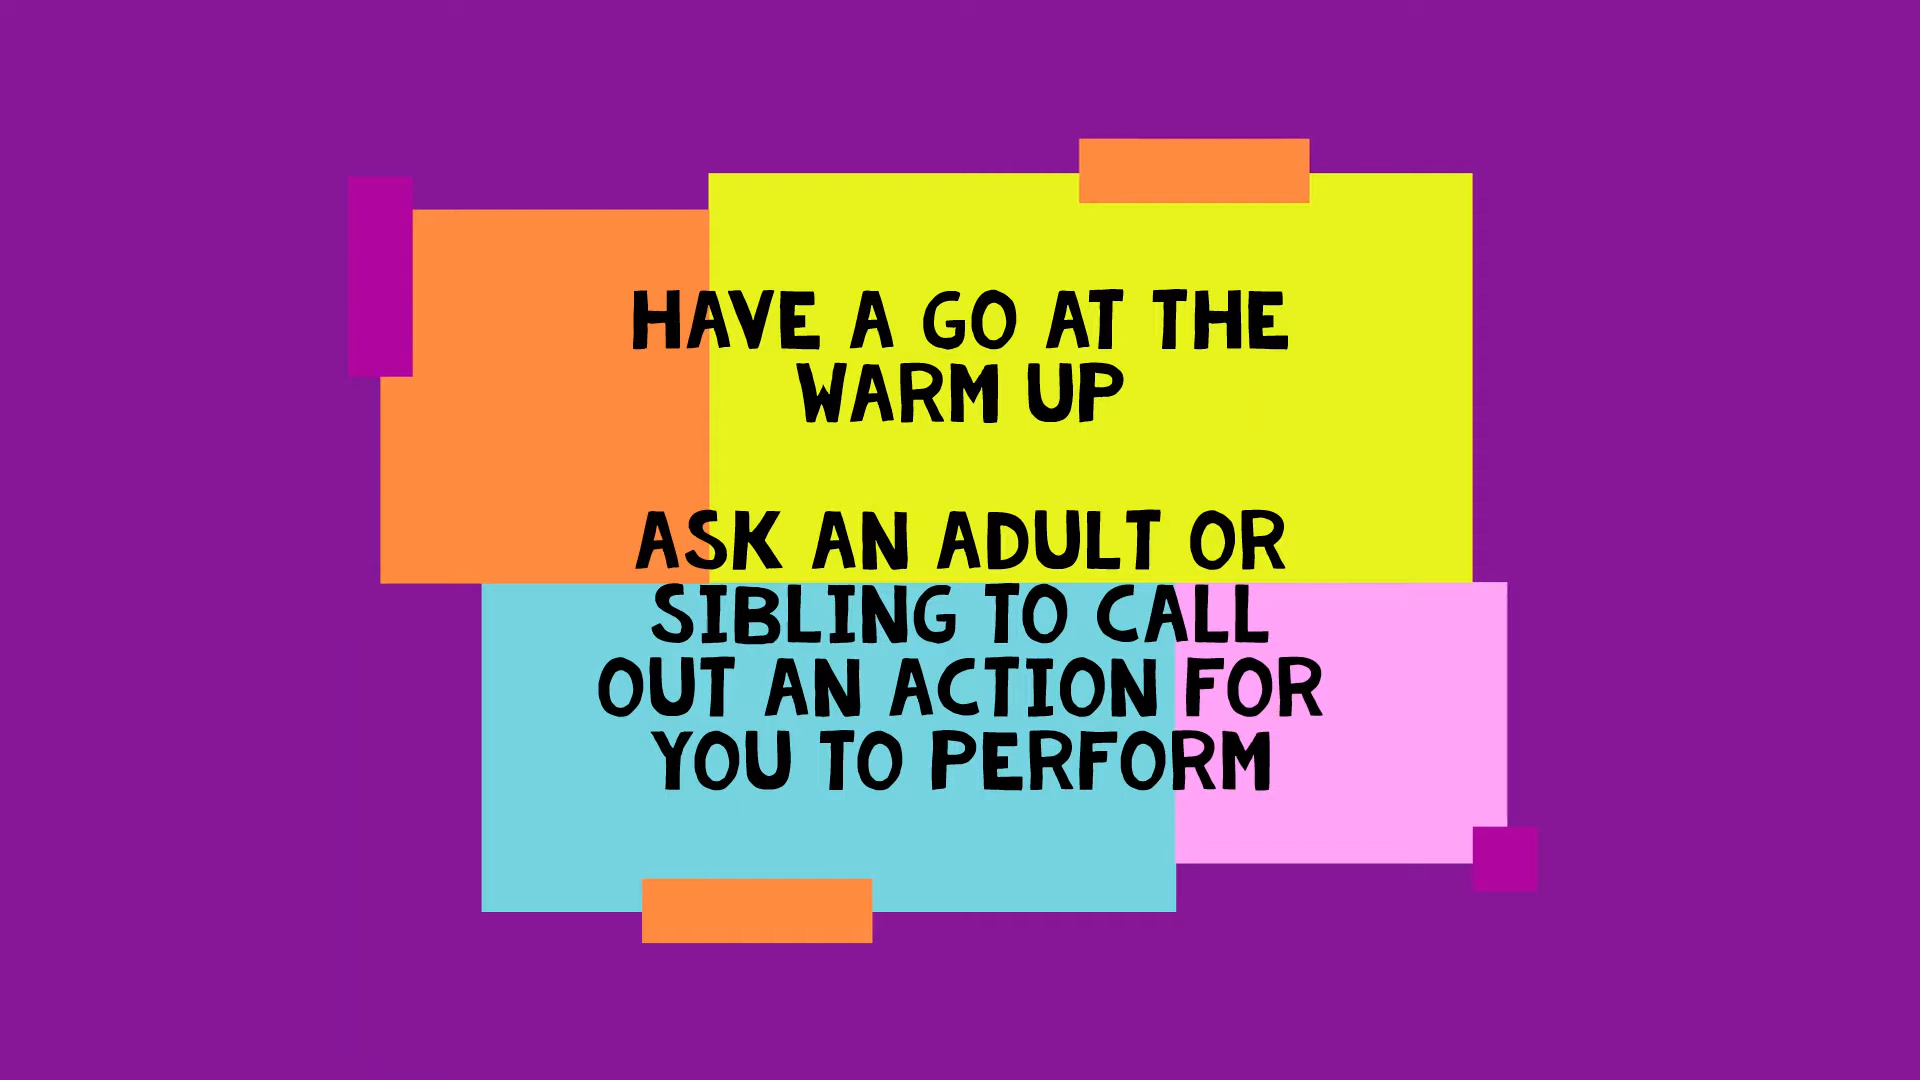 HAVE A GO AT THE
WARM UP
ASK AN ADULT OR
SIBLING TO CALL
OUT AN ACTION FOR
YOU TO PERFORM